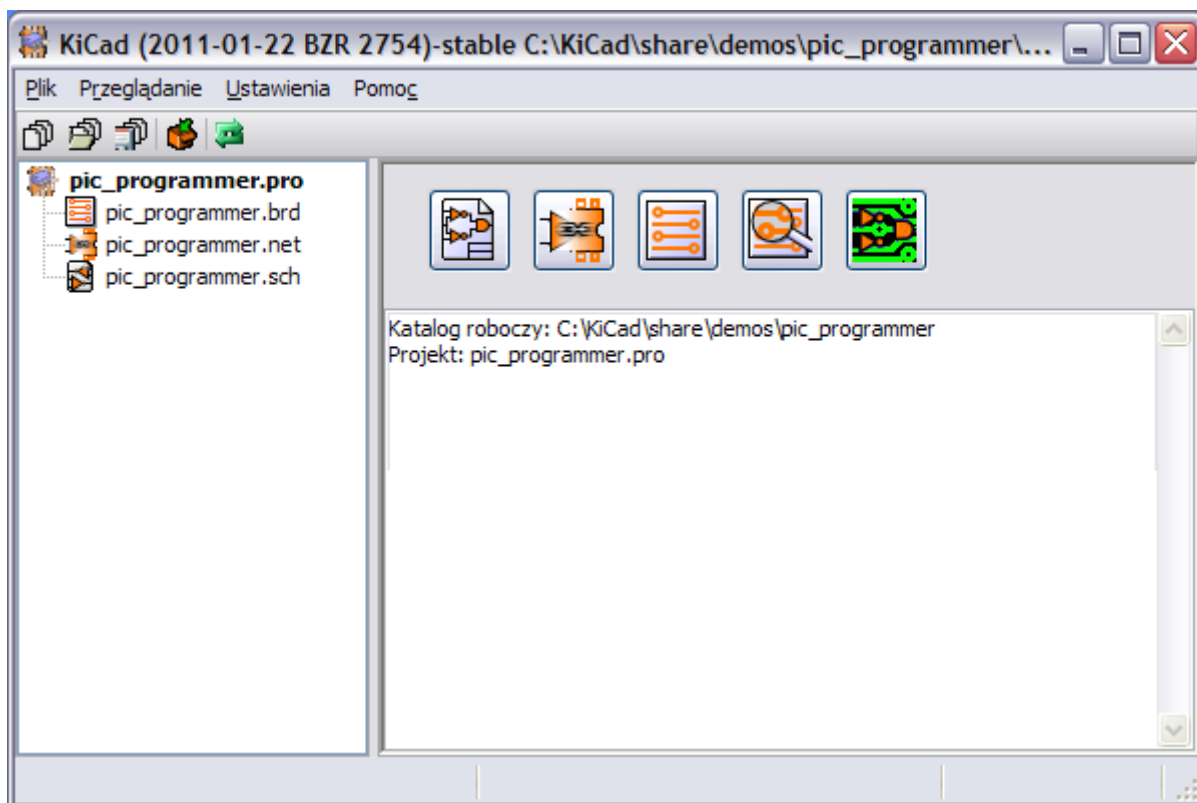 KiCad (2011-01-22 BZR 2754)-stable C:\KiCad\share\demos\pic_programmer\...
Plik Przeglądanie Ustawienia Pomoc
pic_programmer.pro
pic_programmer.brd
pic_programmer.net
pic_programmer.sch
Katalog roboczy: C:\KiCad\share\demos\pic_programmer
Projekt: pic_programmer.pro